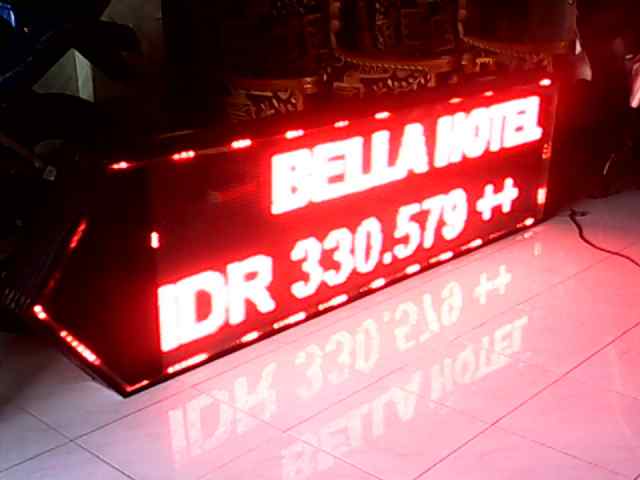 BELLA HOTEL
IDR 330.579 ++